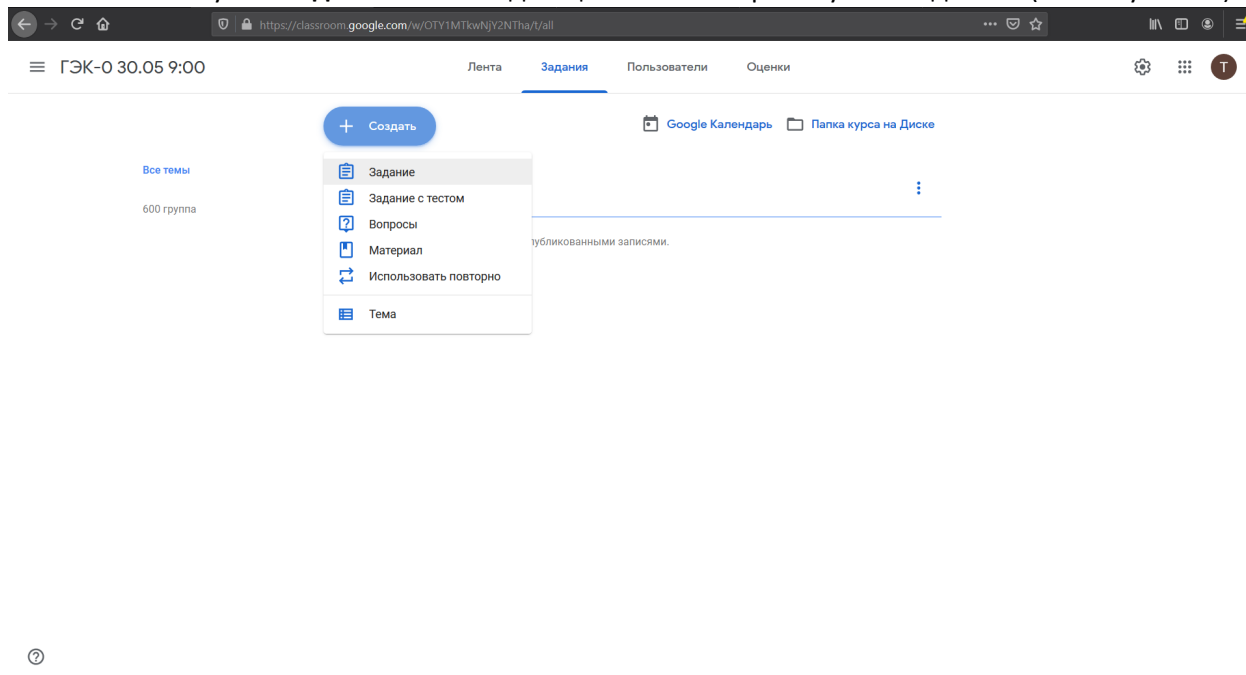 https://classroom.google.com/w/OTY1MTkwNjY2NTha/t/all
ГЭК-0 30.05 9:00
Лента Задания Пользователи Оценки
Т
Создать
Google Календарь Папка курса на Диске
Все темы
600 группа
Задание
Задание с тестом
Вопросы
Материал
Использовать повторно
Тема
публикованными записями.